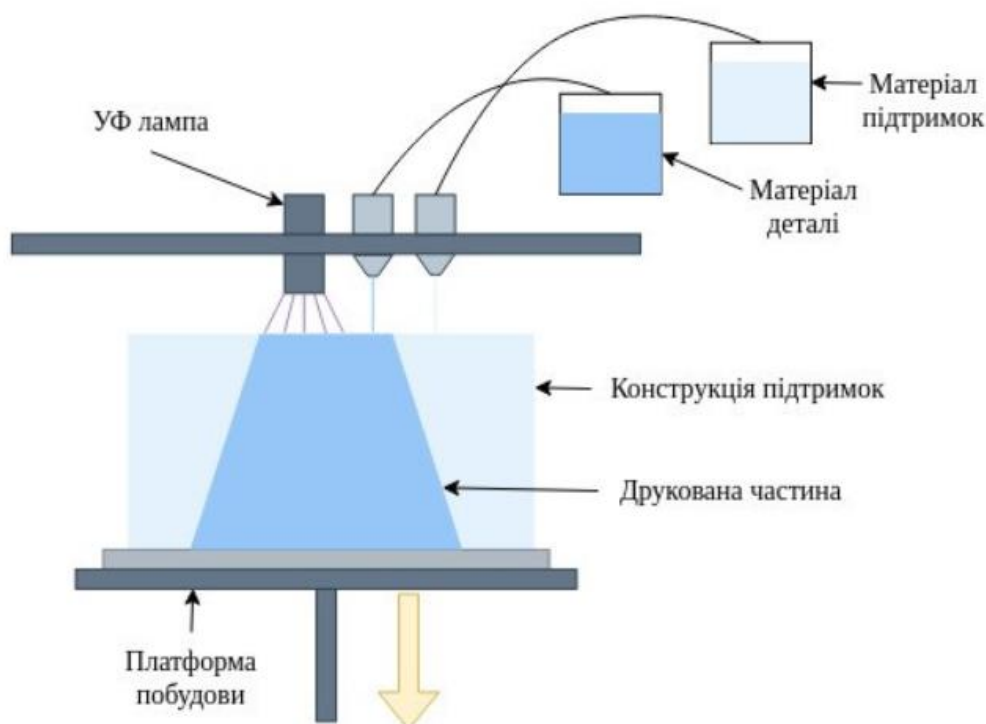 УФ лампа
Матеріал
підтримок
Матеріал
деталі
Конструкція підтримок
Друкована частина
Платформа
побудови